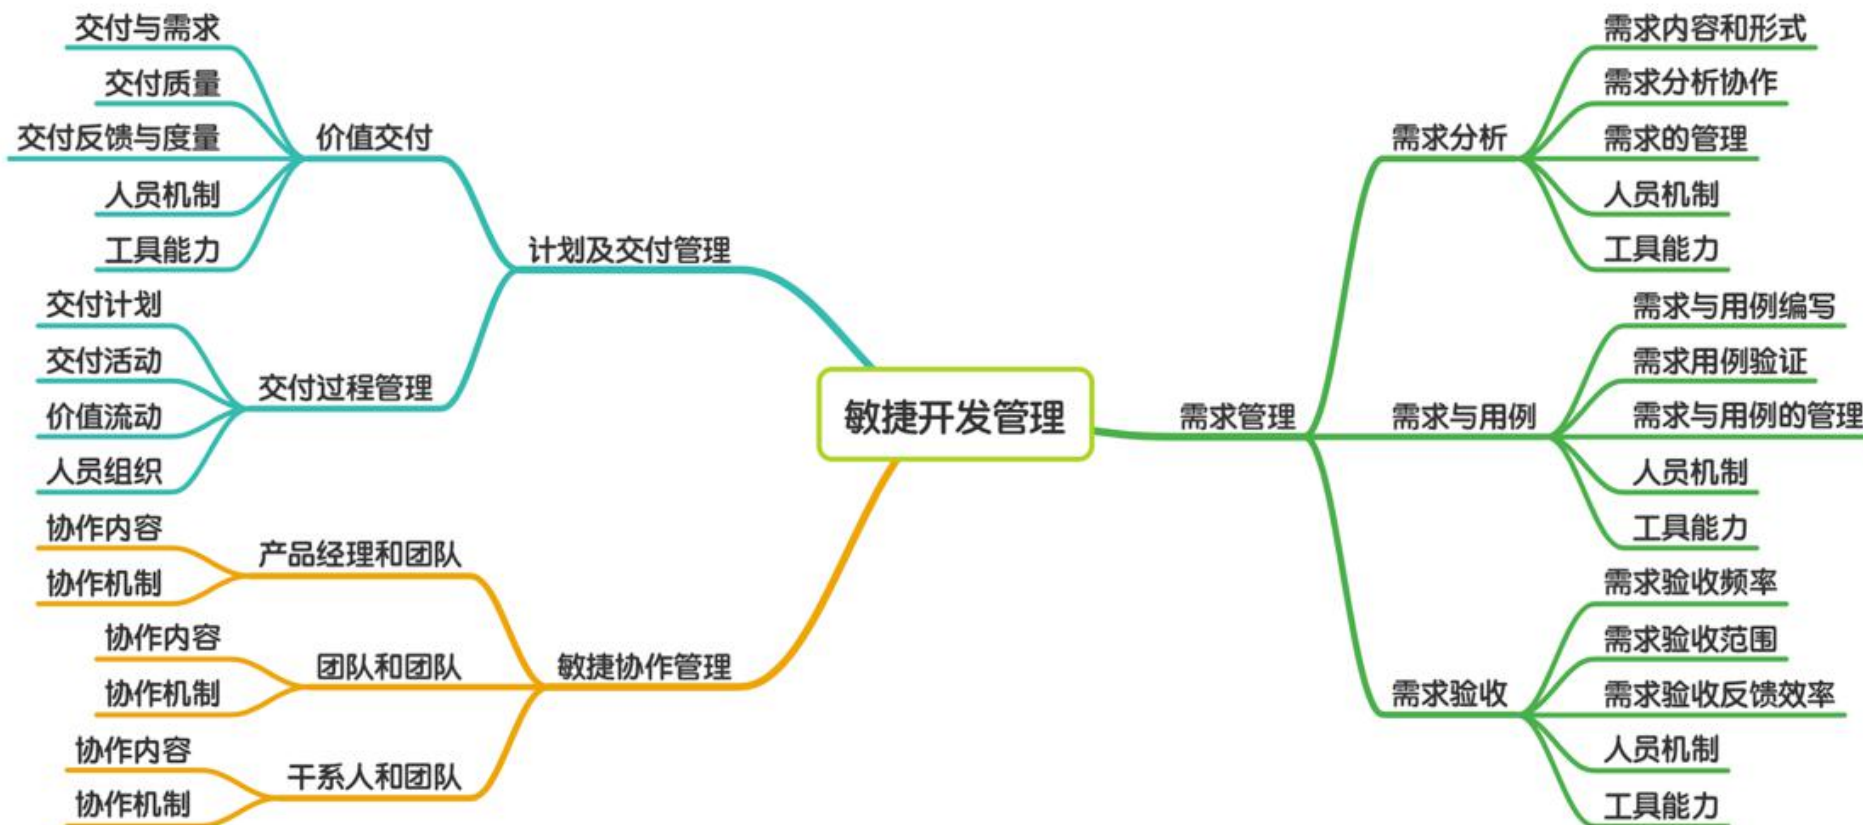 敏捷开发管理
需求管理
需求分析
需求内容和形式
需求分析协作
需求的管理
人员机制
工具能力
需求与用例
需求与用例编写
需求用例验证
需求与用例的管理
人员机制
工具能力
需求验收
需求验收频率
需求验收范围
需求验收反馈效率
人员机制
工具能力
计划及交付管理
价值交付
交付与需求
交付质量
交付反馈与度量
人员机制
工具能力
交付过程管理
交付计划
交付活动
价值流动
人员组织
敏捷协作管理
产品经理和团队
协作内容
协作机制
团队和团队
协作内容
协作机制
干系人和团队
协作内容
协作机制